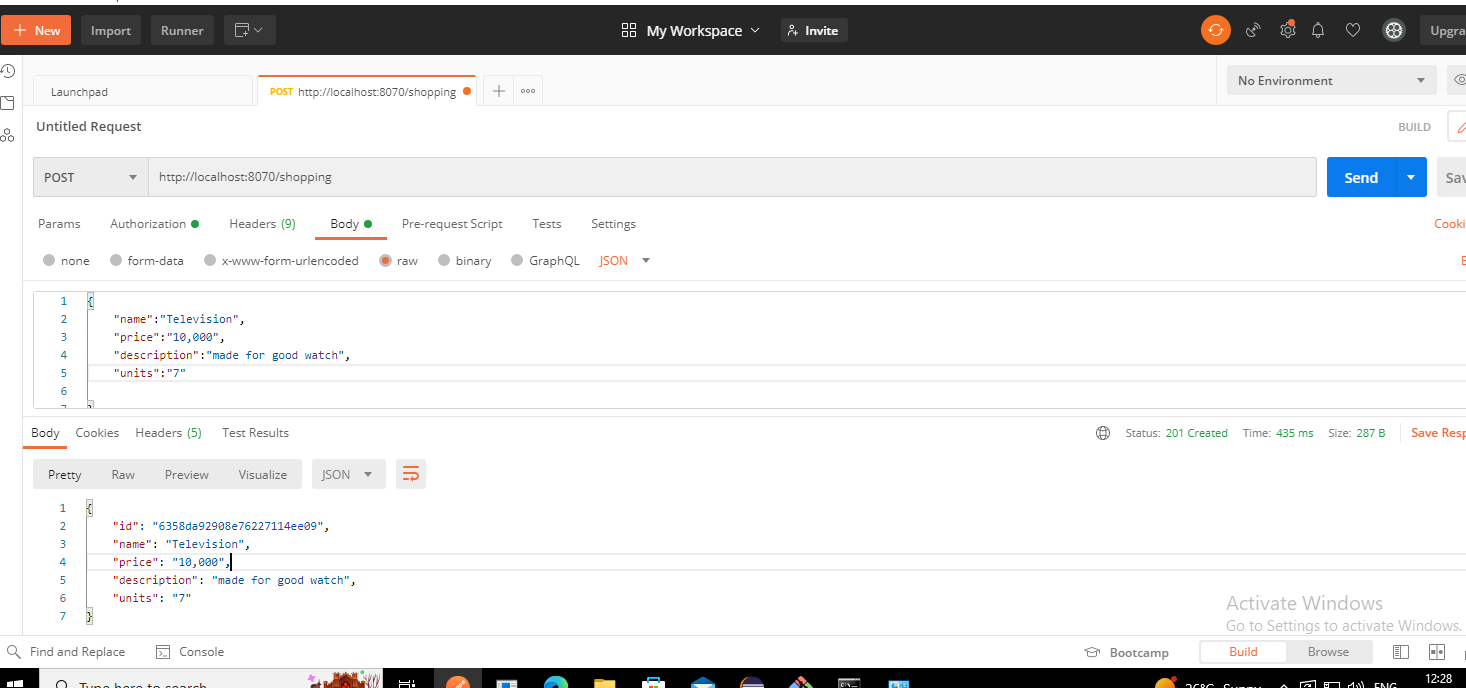 New Import Runner My Workspace Invite Upgra
Launchpad POST http://localhost:8070/shopping No Environment
Untitled Request BUILD
POST http://localhost:8070/shopping Send Sav
Params Authorization Headers (9) Body Pre-request Script Tests Settings Cooki
none form-data x-www-form-urlencoded raw binary GraphQL JSON
1 {
2 "name":"Television",
3 "price":"10,000",
4 "description":"made for good watch",
5 "units":"7"
6
7 }
Body Cookies Headers (5) Test Results Status: 201 Created Time: 435 ms Size: 287 B Save Resp
Pretty Raw Preview Visualize JSON
1 {
2 "id": "6358da92908e76227114ee09",
3 "name": "Television",
4 "price": "10,000",
5 "description": "made for good watch",
6 "units": "7"
7 }
Activate Windows
Go to Settings to activate Windows.
Find and Replace Console Bootcamp Build Browse
Type here to search 26°C Sunny ENG 12:28